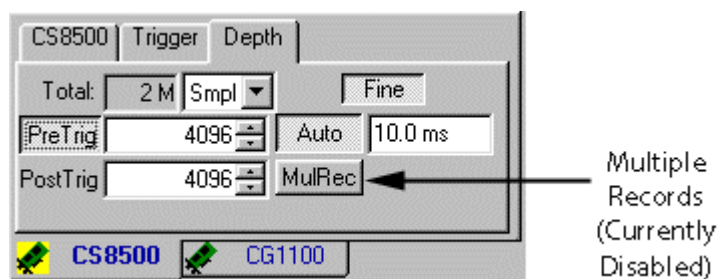 CS8500 Trigger Depth
Total: 2 M Smpl Fine
PreTrig 4096 Auto 10.0 ms
PostTrig 4096 MulRec
CS8500 CG1100
Multiple
Records
(Currently
Disabled)